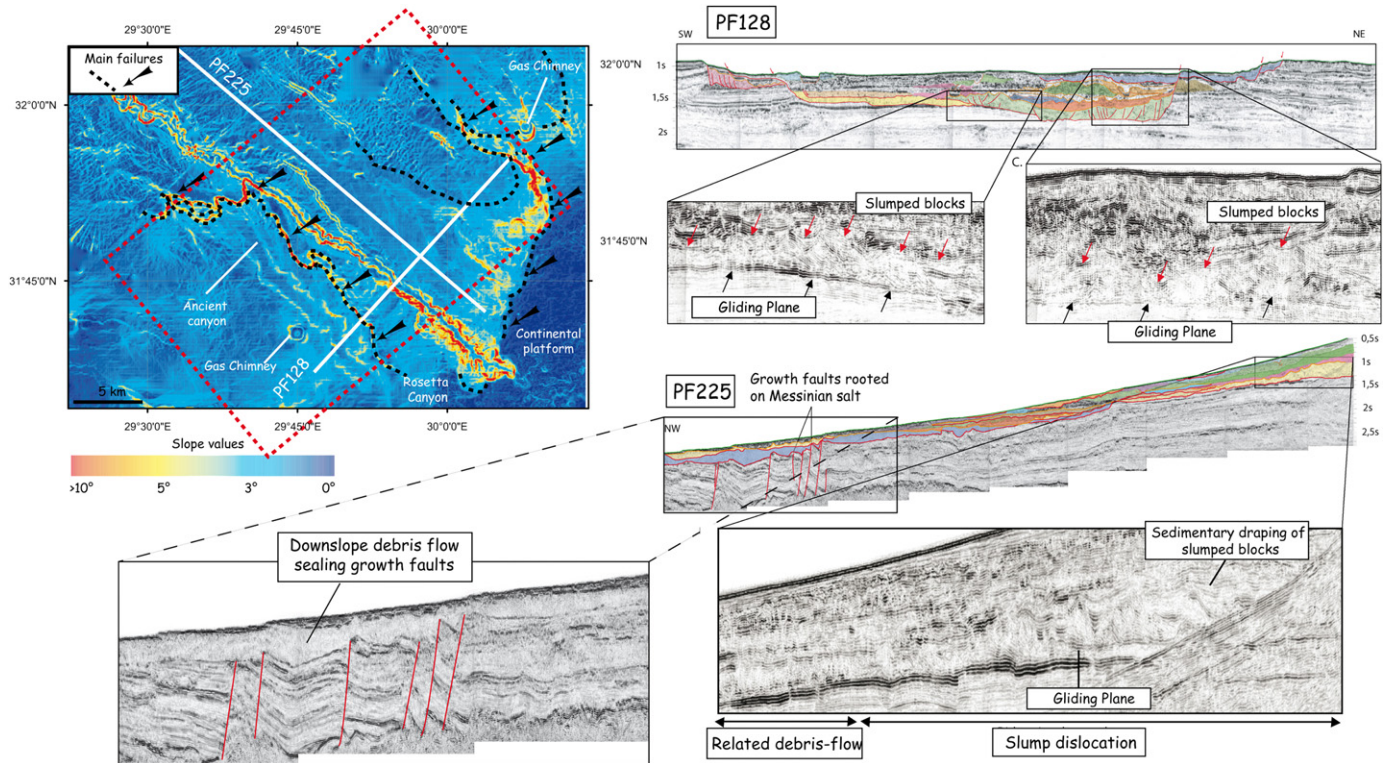 29°30'0"E
29°45'0"E
30°0'0"E
Main failures
PF225
Gas Chimney
32°0'0"N
32°0'0"N
31°45'0"N
31°45'0"N
Ancient
canyon
Gas Chimney
PF128
Continental
platform
Rosetta
Canyon
5 km
29°30'0"E
29°45'0"E
30°0'0"E
Slope values
>10°
5°
3°
0°
PF128
SW
NE
1s
1,5s
2s
1s
C.
Slumped blocks
Gliding Plane
Slumped blocks
Gliding Plane
PF225
Growth faults rooted
on Messinian salt
NW
0,5s
1s
1,5s
2s
2,5s
Downslope debris flow
sealing growth faults
Sedimentary draping of
slumped blocks
Gliding Plane
Related debris-flow
Slump dislocation